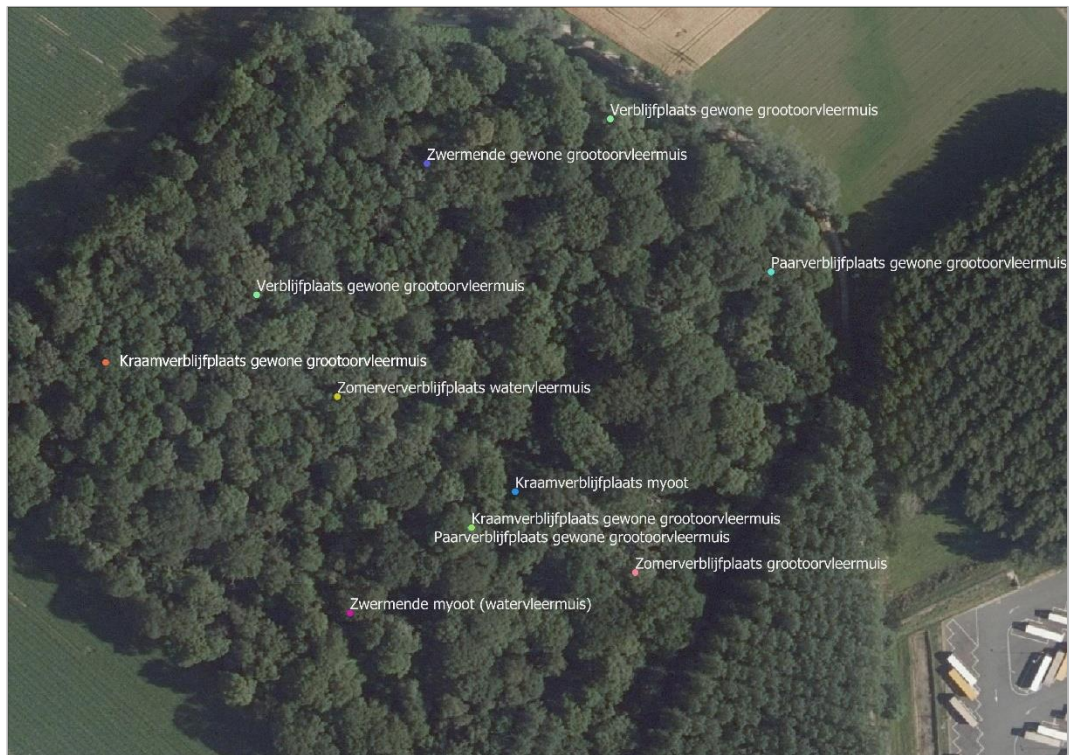 Verblijfplaats gewone grootoorvleermuis
Zwermende gewone grootoorvleermuis
Paarverblijfplaats gewone grootoorvleermuis
Verblijfplaats gewone grootoorvleermuis
Kraamverblijfplaats gewone grootoorvleermuis
Zomerververblijfplaats watervleermuis
Kraamverblijfplaats myoot
Kraamverblijfplaats gewone grootoorvleermuis
Paarverblijfplaats gewone grootoorvleermuis
Zomerverblijfplaats grootoorvleermuis
Zwermende myoot (watervleermuis)